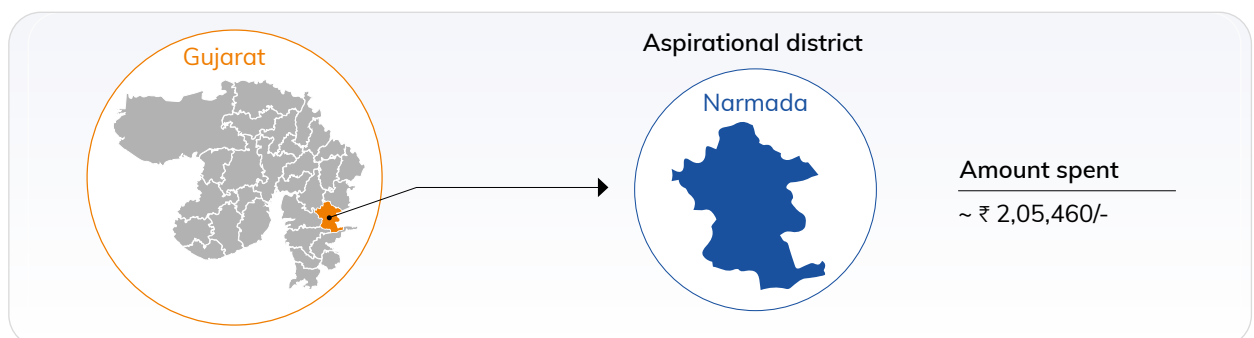 Gujarat
Aspirational district
Narmada
Amount spent
~ ₹ 2,05,460/-